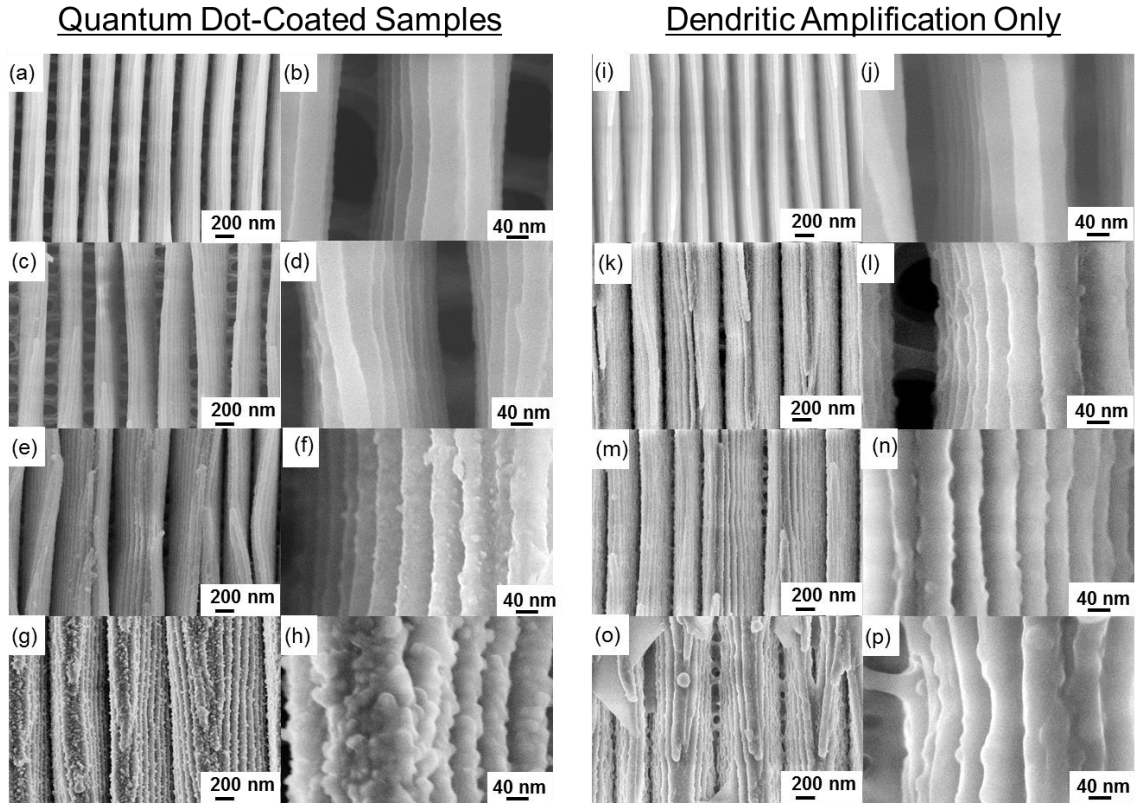 Quantum Dot-Coated Samples
Dendritic Amplification Only
(a)
200 nm
(b)
40 nm
(i)
200 nm
(j)
40 nm
(c)
200 nm
(d)
40 nm
(k)
200 nm
(l)
40 nm
(e)
200 nm
(f)
40 nm
(m)
200 nm
(n)
40 nm
(g)
200 nm
(h)
40 nm
(o)
200 nm
(p)
40 nm